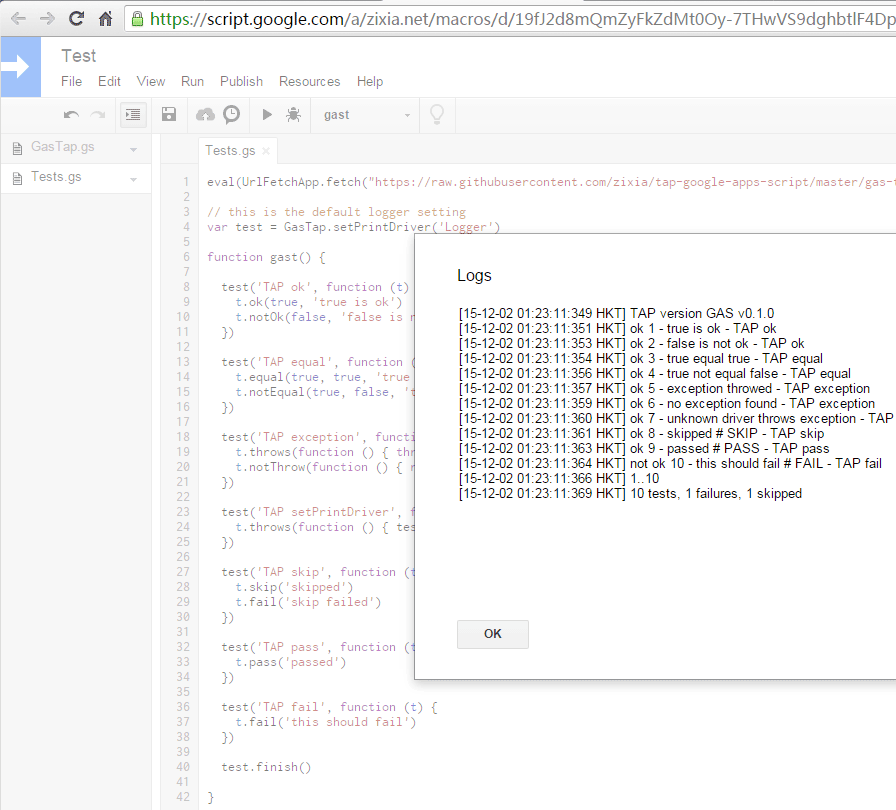 https://script.google.com/a/zixia.net/macros/d/19fJ2d8mQmZyFkZdMt0Oy-7THwVS9dghbtlF4Dp
Test
File Edit View Run Publish Resources Help
gast
GasTap.gs
Tests.gs
Tests.gs ×
1 eval(UrlFetchApp.fetch("https://raw.githubusercontent.com/zixia/tap-google-apps-script/master/gas-
2
3 // this is the default logger setting
4 var test = GasTap.setPrintDriver('Logger')
5
6 function gast() {
7
8 test('TAP ok', function (t)
9 t.ok(true, 'true is ok')
10 t.notOk(false, 'false is
11 })
12
13 test('TAP equal', function (
14 t.equal(true, true, 'true
15 t.notEqual(true, false, '
16 })
17
18 test('TAP exception', functi
19 t.throws(function () { thr
20 t.notThrow(function () {
21 })
22
23 test('TAP setPrintDriver', f
24 t.throws(function () { tes
25 })
26
27 test('TAP skip', function (t
28 t.skip('skipped')
29 t.fail('skip failed')
30 })
31
32 test('TAP pass', function (t
33 t.pass('passed')
34 })
35
36 test('TAP fail', function (t) {
37 t.fail('this should fail')
38 })
39
40 test.finish()
41
42 }
Logs
[15-12-02 01:23:11:349 HKT] TAP version GAS v0.1.0
[15-12-02 01:23:11:351 HKT] ok 1 - true is ok - TAP ok
[15-12-02 01:23:11:353 HKT] ok 2 - false is not ok - TAP ok
[15-12-02 01:23:11:354 HKT] ok 3 - true equal true - TAP equal
[15-12-02 01:23:11:356 HKT] ok 4 - true not equal false - TAP equal
[15-12-02 01:23:11:357 HKT] ok 5 - exception throwed - TAP exception
[15-12-02 01:23:11:359 HKT] ok 6 - no exception found - TAP exception
[15-12-02 01:23:11:360 HKT] ok 7 - unknown driver throws exception - TAP
[15-12-02 01:23:11:361 HKT] ok 8 - skipped # SKIP - TAP skip
[15-12-02 01:23:11:363 HKT] ok 9 - passed # PASS - TAP pass
[15-12-02 01:23:11:364 HKT] not ok 10 - this should fail # FAIL - TAP fail
[15-12-02 01:23:11:366 HKT] 1..10
[15-12-02 01:23:11:369 HKT] 10 tests, 1 failures, 1 skipped
OK